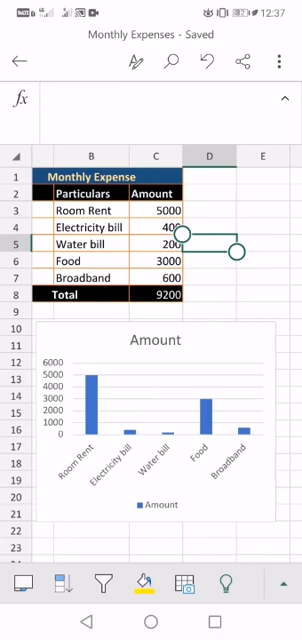 12:37
Monthly Expenses - Saved
fx
B C D E
1 Monthly Expense
2 Particulars Amount
3 Room Rent 5000
4 Electricity bill 400
5 Water bill 200
6 Food 3000
7 Broadband 600
8 Total 9200
9
10
11
12
13
14
15
16
17
18
19
20
21
22
23
Amount
6000
5000
4000
3000
2000
1000
0
Room Rent
Electricity bill
Water bill
Food
Broadband
Amount